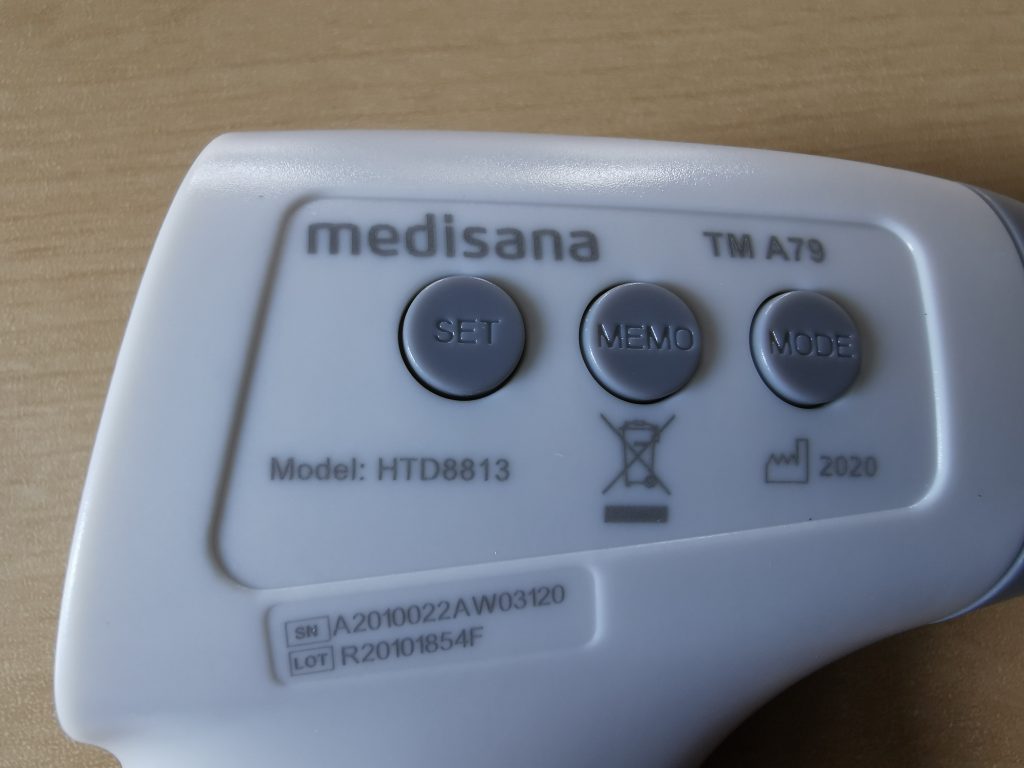 medisana
TM A79
SET
MEMO
MODE
Model: HTD8813
2020
SN A2010022AW03120
LOT R20101854F